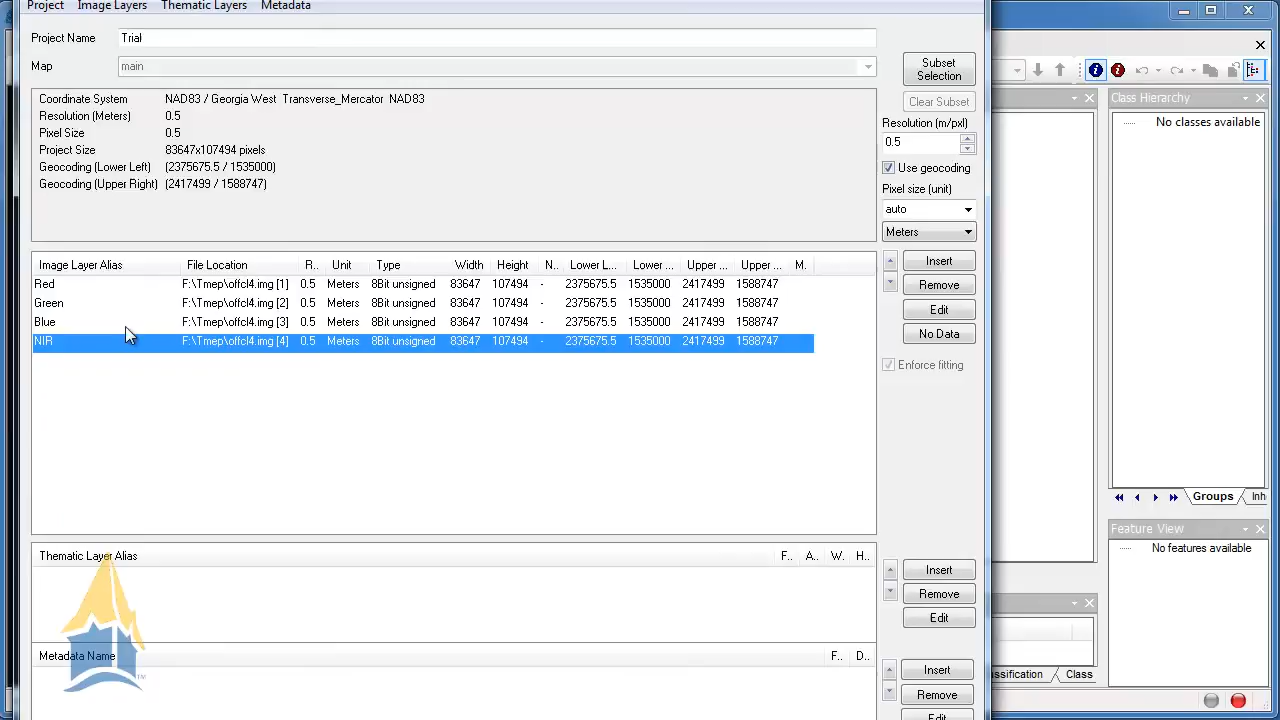 Project Image Layers Thematic Layers Metadata
Project Name Trial
Map main
Subset Selection
Clear Subset
Coordinate System NAD83 / Georgia West Transverse_Mercator NAD83
Resolution (Meters) 0.5
Pixel Size 0.5
Project Size 83647x107494 pixels
Geocoding (Lower Left) (2375675.5 / 1535000)
Geocoding (Upper Right) (2417499 / 1588747)
Resolution (m/pxl)
0.5
Use geocoding
Pixel size (unit)
auto
Meters
Image Layer Alias File Location R.. Unit Type Width Height N.. Lower L... Lower ... Upper ... Upper ... M.
Red F:\Tmep\offcl4.img [1] 0.5 Meters 8Bit unsigned 83647 107494 - 2375675.5 1535000 2417499 1588747
Green F:\Tmep\offcl4.img [2] 0.5 Meters 8Bit unsigned 83647 107494 - 2375675.5 1535000 2417499 1588747
Blue F:\Tmep\offcl4.img [3] 0.5 Meters 8Bit unsigned 83647 107494 - 2375675.5 1535000 2417499 1588747
NIR F:\Tmep\offcl4.img [4] 0.5 Meters 8Bit unsigned 83647 107494 - 2375675.5 1535000 2417499 1588747
Insert
Remove
Edit
No Data
Enforce fitting
Thematic Layer Alias F.. A.. W. H..
Insert
Remove
Edit
Metadata Name F.. D..
Insert
Remove
Edit
Class Hierarchy
No classes available
Groups Inh
Feature View
No features available
ssification Class